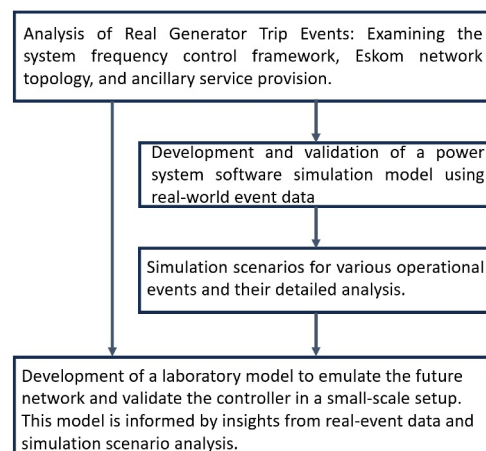 Analysis of Real Generator Trip Events: Examining the
system frequency control framework, Eskom network
topology, and ancillary service provision.
Development and validation of a power
system software simulation model using
real-world event data
Simulation scenarios for various operational
events and their detailed analysis.
Development of a laboratory model to emulate the future
network and validate the controller in a small-scale setup.
This model is informed by insights from real-event data and
simulation scenario analysis.